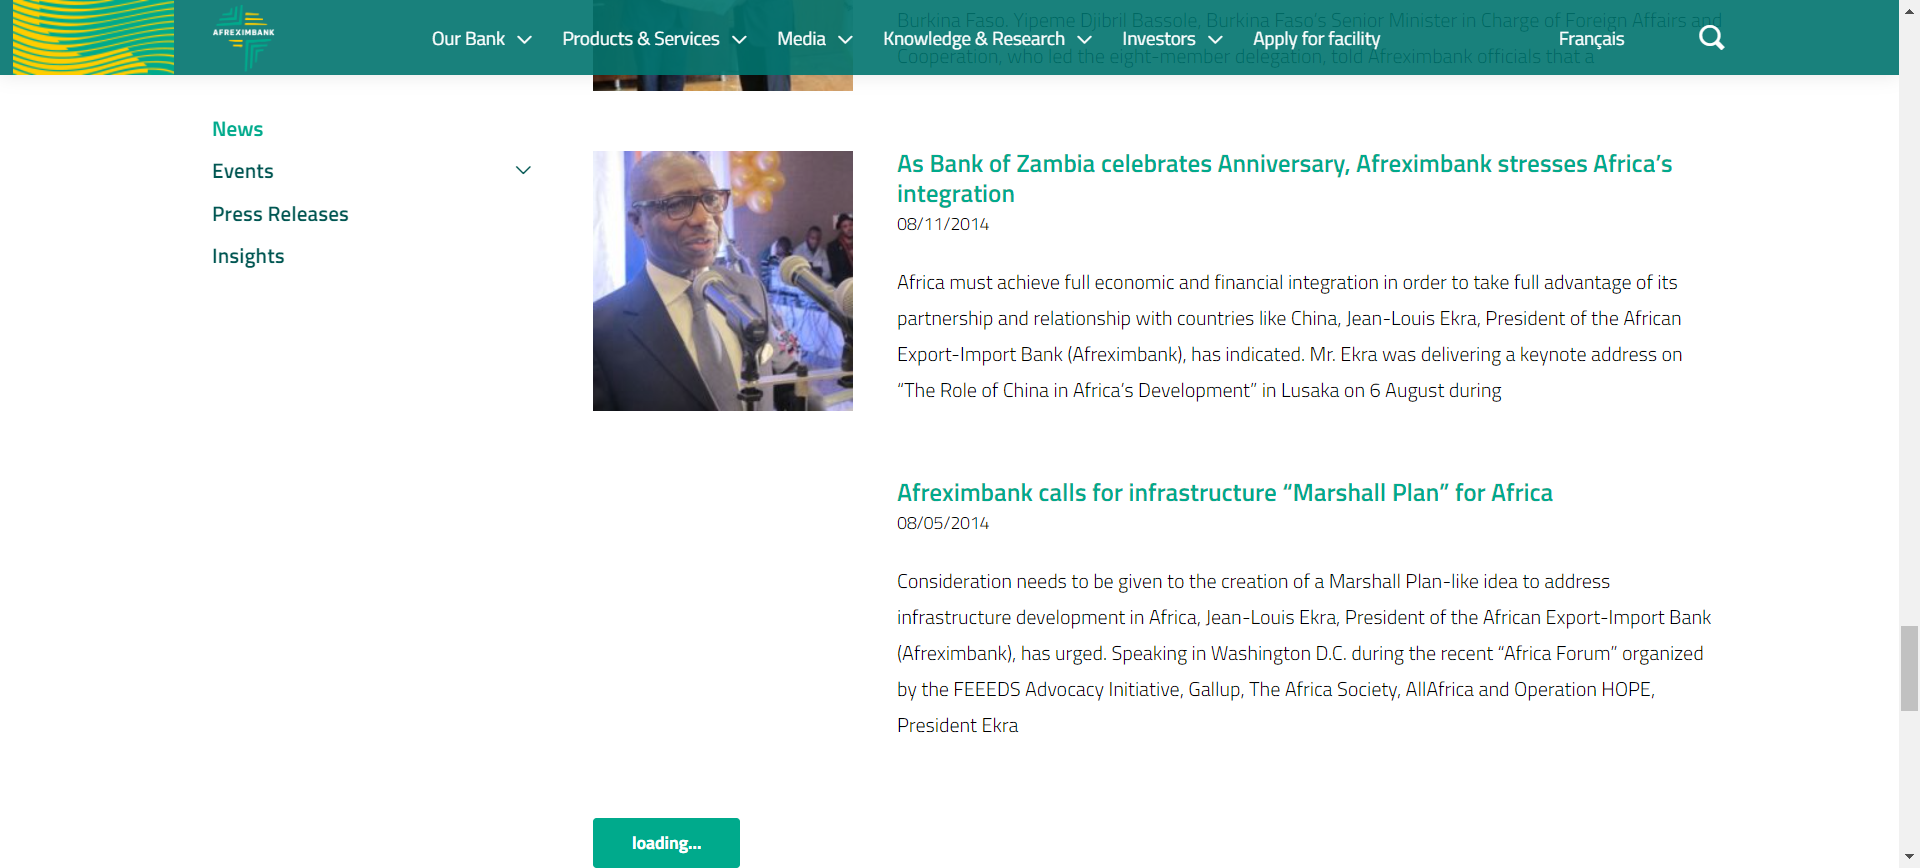 Burkina Faso, Yipeme Djibril Bassole, Burkina Faso's Senior Minister in Charge of Foreign Affairs and
AFREXIMBANK
Our Bank
Products & Services
Media
Knowledge & Research
Investors
Apply for facility
Français
Cooperation, who led the eight-member delegation, told Afreximbank officials that a
News
Events
Press Releases
Insights
As Bank of Zambia celebrates Anniversary, Afreximbank stresses Africa’s
integration
08/11/2014
Africa must achieve full economic and financial integration in order to take full advantage of its
partnership and relationship with countries like China, Jean-Louis Ekra, President of the African
Export-Import Bank (Afreximbank), has indicated. Mr. Ekra was delivering a keynote address on
“The Role of China in Africa’s Development” in Lusaka on 6 August during
Afreximbank calls for infrastructure “Marshall Plan” for Africa
08/05/2014
Consideration needs to be given to the creation of a Marshall Plan-like idea to address
infrastructure development in Africa, Jean-Louis Ekra, President of the African Export-Import Bank
(Afreximbank), has urged. Speaking in Washington D.C. during the recent “Africa Forum” organized
by the FEEEDS Advocacy Initiative, Gallup, The Africa Society, AllAfrica and Operation HOPE,
President Ekra
loading...